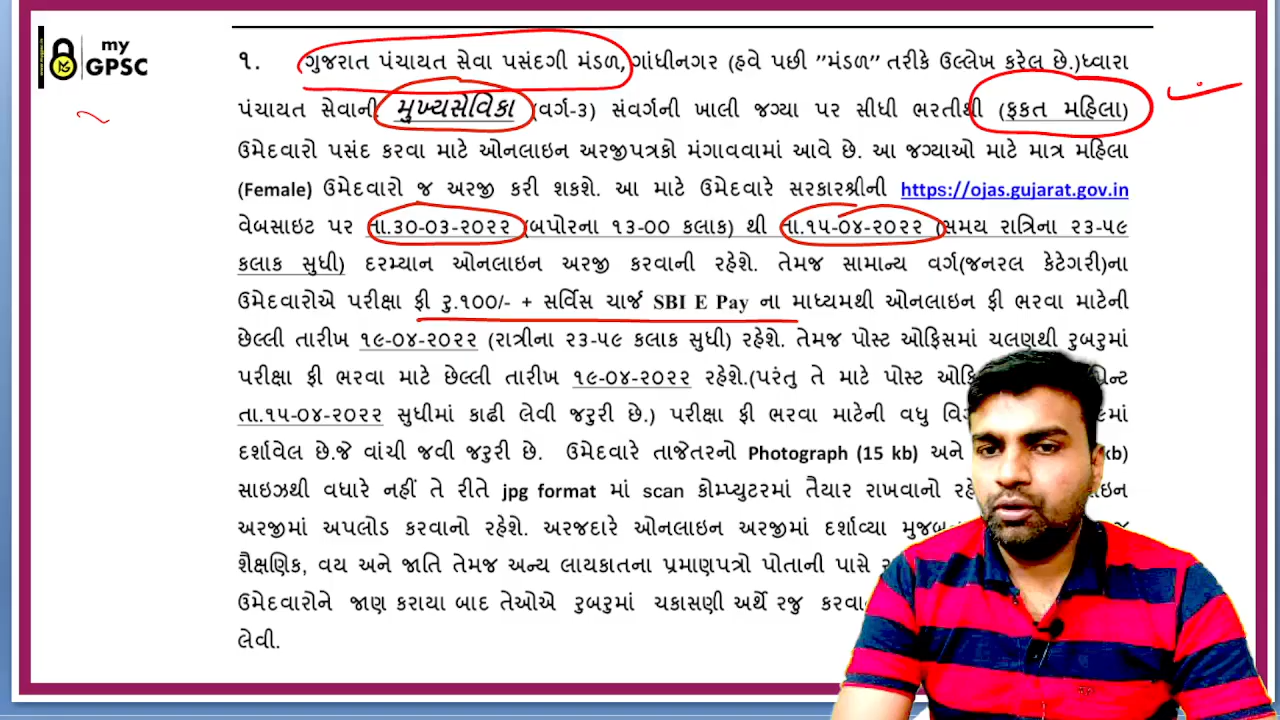 my
GPSC
૧. ગુજરાત પંચાયત સેવા પસંદગી મંડળ, ગાંધીનગર (હવે પછી ”મંડળ” તરીકે ઉલ્લેખ કરેલ છે.)ધ્વારા
પંચાયત સેવાની મુખ્યસેવિકા (વર્ગ-૩) સંવર્ગની ખાલી જગ્યા પર સીધી ભરતીથી (ફકત મહિલા)
ઉમેદવારો પસંદ કરવા માટે ઓનલાઇન અરજીપત્રકો મંગાવવામાં આવે છે. આ જગ્યાઓ માટે માત્ર મહિલા
(Female) ઉમેદવારો જ અરજી કરી શકશે. આ માટે ઉમેદવારે સરકારશ્રીની https://ojas.gujarat.gov.in
વેબસાઇટ પર તા.૩૦-૦૩-૨૦૨૨ (બપોરના ૧૩-૦૦ કલાક) થી તા.૧૫-૦૪-૨૦૨૨ (સમય રાત્રિના ૨૩-૫૯
કલાક સુધી) દરમ્યાન ઓનલાઇન અરજી કરવાની રહેશે. તેમજ સામાન્ય વર્ગ(જનરલ કેટેગરી)ના
ઉમેદવારોએ પરીક્ષા ફી રુ.૧૦૦/- + સર્વિસ ચાર્જ SBI E Pay ના માધ્યમથી ઓનલાઇન ફી ભરવા માટેની
છેલ્લી તારીખ ૧૯-૦૪-૨૦૨૨ (રાત્રીના ૨૩-૫૯ કલાક સુધી) રહેશે. તેમજ પોસ્ટ ઓફિસમાં ચલણથી રુબરુમાં
પરીક્ષા ફી ભરવા માટે છેલ્લી તારીખ ૧૯-૦૪-૨૦૨૨ રહેશે.(પરંતુ તે માટે પોસ્ટ
તા.૧૫-૦૪-૨૦૨૨ સુધીમાં કાઢી લેવી જરુરી છે.) પરીક્ષા ફી ભરવા માટેની વધુ
દર્શાવેલ છે.જે વાંચી જવી જરુરી છે. ઉમેદવારે તાજેતરનો Photograph (15 kb) અને kb)
સાઇઝથી વધારે નહીં તે રીતે jpg format માં scan કોમ્પ્યુટરમાં તૈયાર રાખવાનો
અરજીમાં અપલોડ કરવાનો રહેશે. અરજદારે ઓનલાઇન અરજીમાં દર્શાવ્યા
શૈક્ષણિક, વય અને જાતિ તેમજ અન્ય લાયકાતના પ્રમાણપત્રો પોતાની પાસે
ઉમેદવારોને જાણ કરાયા બાદ તેઓએ રુબરુમાં ચકાસણી અર્થે રજુ
લેવી.